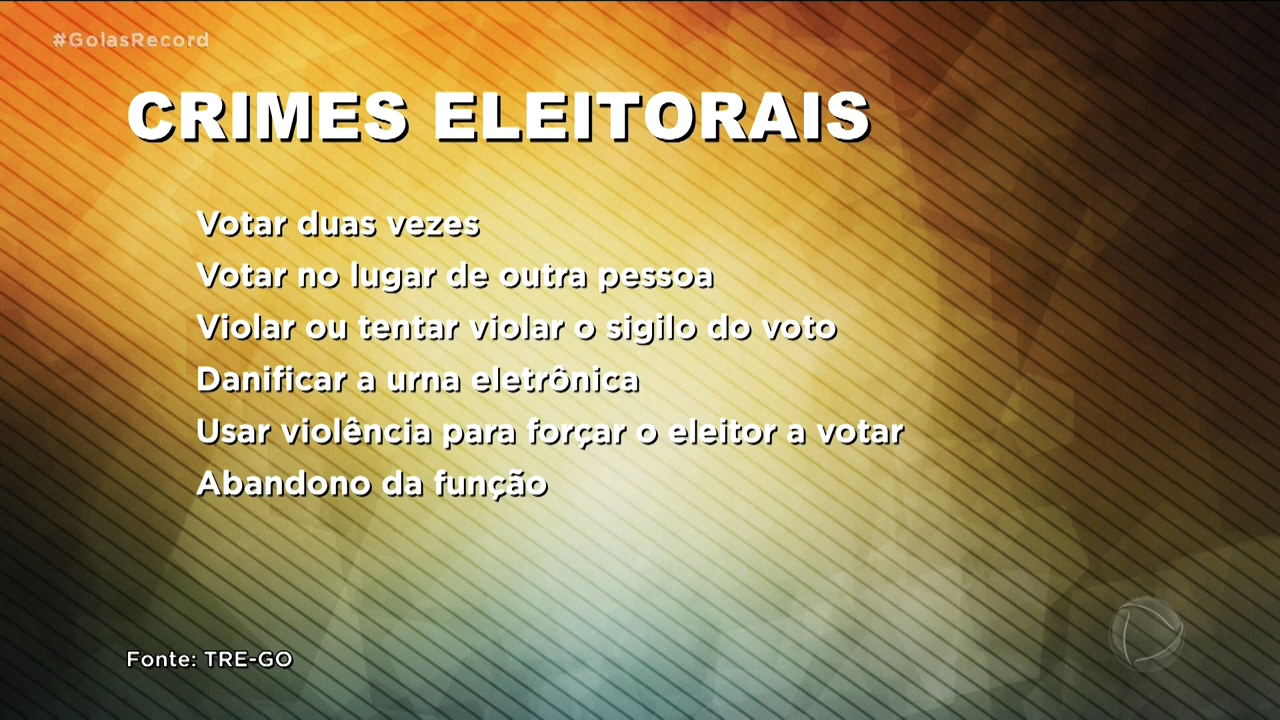 #GoiasRecord
CRIMES ELEITORAIS
Votar duas vezes
Votar no lugar de outra pessoa
Violar ou tentar violar o sigilo do voto
Danificar a urna eletrônica
Usar violência para forçar o eleitor a votar
Abandono da função
Fonte: TRE-GO